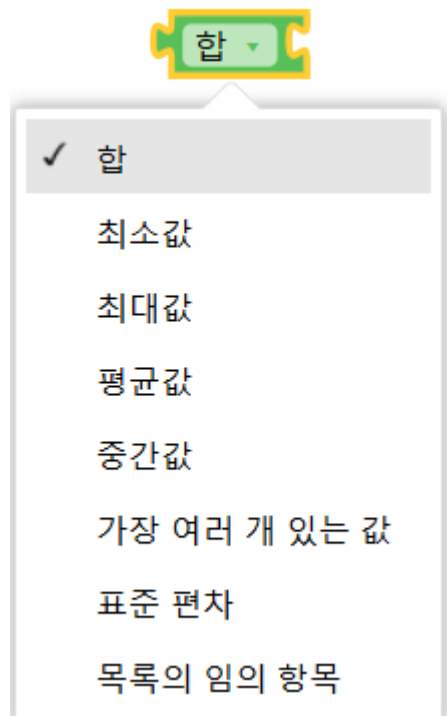 합
합
최소값
최대값
평균값
중간값
가장 여러 개 있는 값
표준 편차
목록의 임의 항목